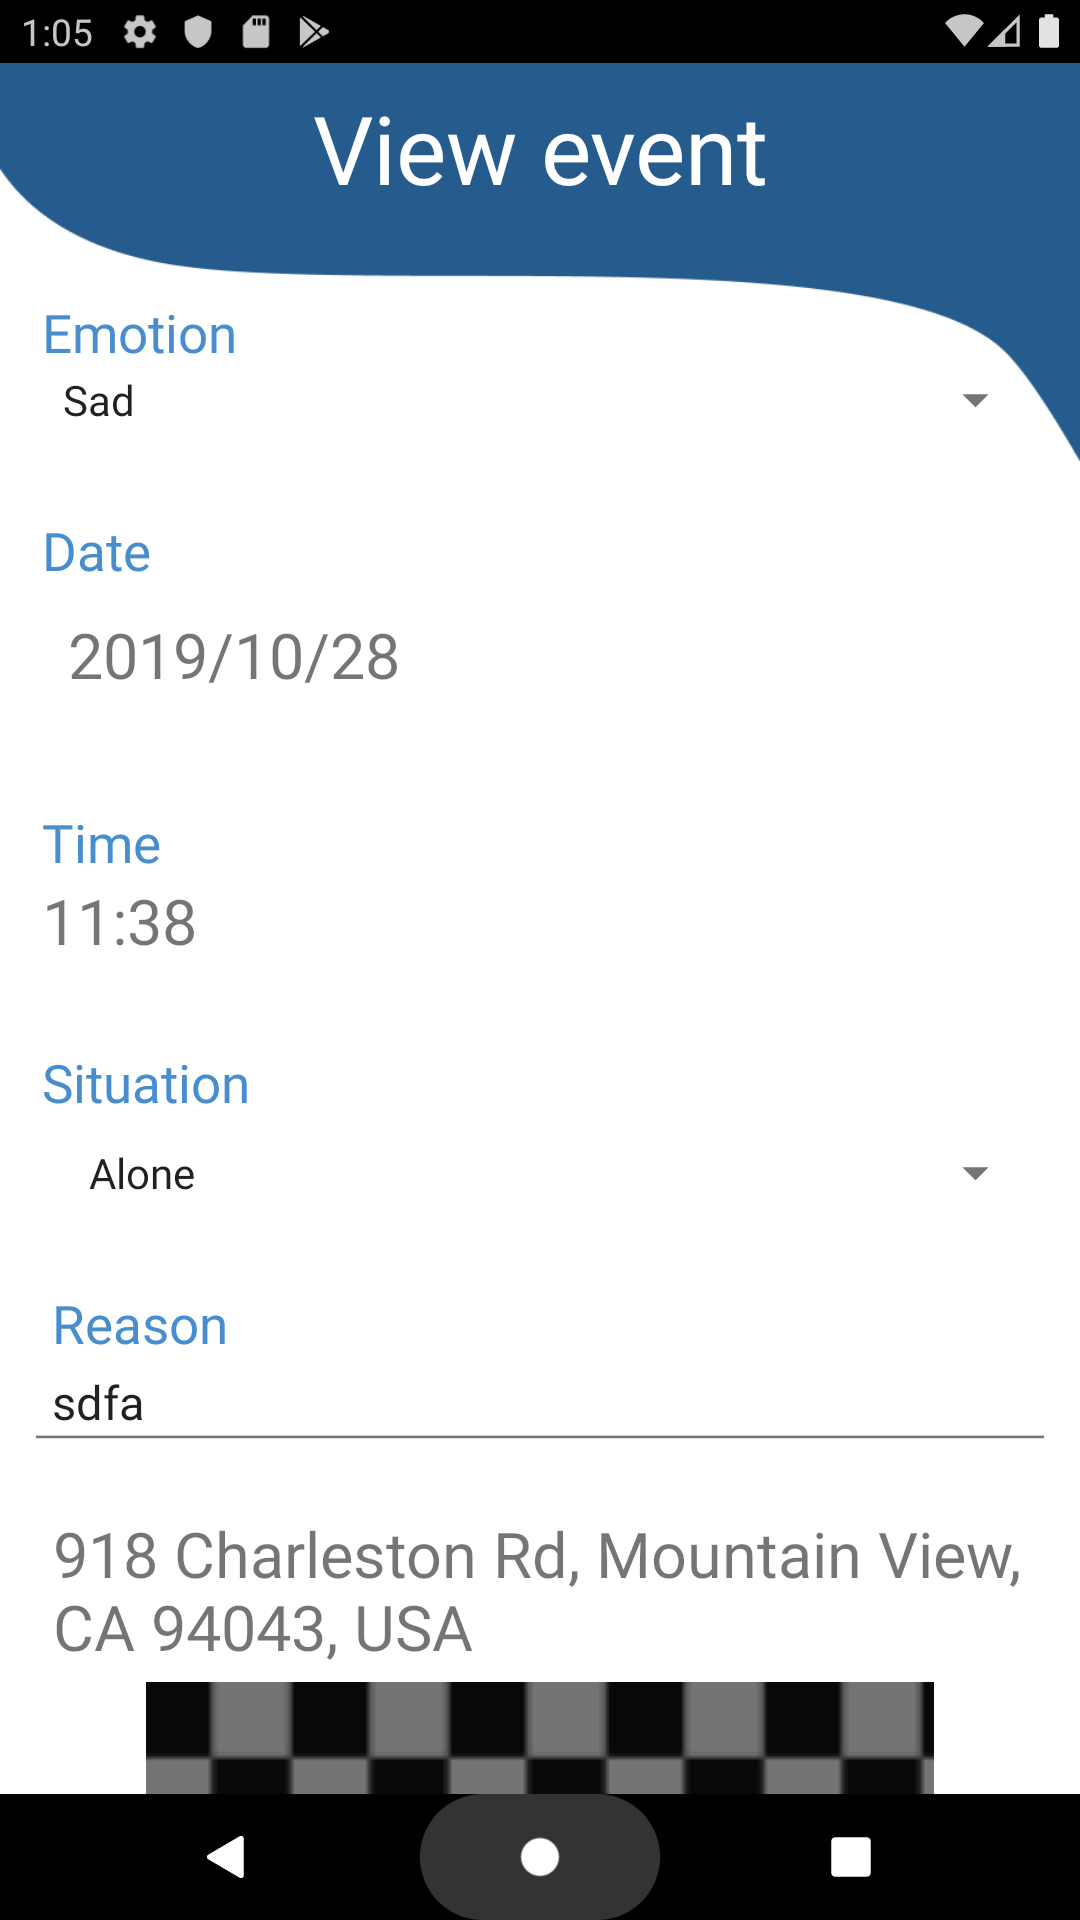 1:05
View event
Emotion
Sad
Date
2019/10/28
Time
11:38
Situation
Alone
Reason
sdfa
918 Charleston Rd, Mountain View,
CA 94043, USA